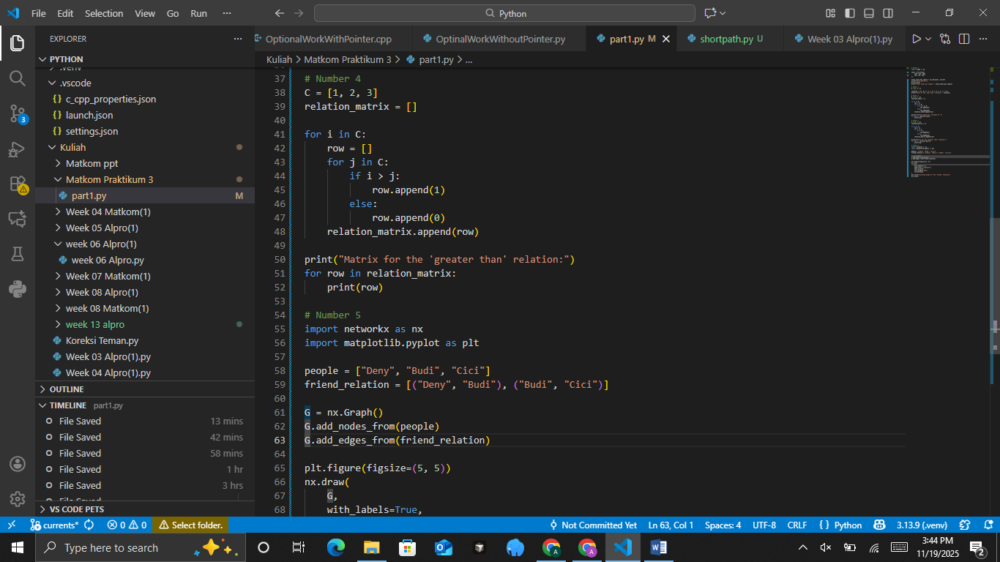 File Edit Selection View Go Run ··· Python
EXPLORER ···
OptionalWorkWithPointer.cpp OptinalWorkWithoutPointer.py part1.py M shortpath.py U Week 03 Alpro(1).py ···
PYTHON
.venv
.vscode
c_cpp_properties.json
launch.json
settings.json
Kuliah
Matkom ppt
Matkom Praktikum 3
part1.py M
Week 04 Matkom(1)
Week 05 Alpro(1)
week 06 Alpro(1)
week 06 Alpro.py
Week 07 Matkom(1)
Week 08 Alpro(1)
week 08 Matkom(1)
week 13 alpro
Koreksi Teman.py
Week 03 Alpro(1).py
Week 04 Alpro(1).py
OUTLINE
TIMELINE part1.py
File Saved 13 mins
File Saved 42 mins
File Saved 58 mins
File Saved 1 hr
File Saved 3 hrs
VS CODE PETS
3
Kuliah > Matkom Praktikum 3 > part1.py > ...
37 # Number 4
38 C = [1, 2, 3]
39 relation_matrix = []
40
41 for i in C:
42     row = []
43     for j in C:
44         if i > j:
45             row.append(1)
46         else:
47             row.append(0)
48     relation_matrix.append(row)
49
50 print("Matrix for the 'greater than' relation:")
51 for row in relation_matrix:
52     print(row)
53
54 # Number 5
55 import networkx as nx
56 import matplotlib.pyplot as plt
57
58 people = ["Deny", "Budi", "Cici"]
59 friend_relation = [("Deny", "Budi"), ("Budi", "Cici")]
60
61 G = nx.Graph()
62 G.add_nodes_from(people)
63 G.add_edges_from(friend_relation)
64
65 plt.figure(figsize=(5, 5))
66 nx.draw(
67     G,
68     with_labels=True,
currents* 0 0 Select folder. Not Committed Yet Ln 63, Col 1 Spaces: 4 UTF-8 CRLF { } Python 3.13.9 (.venv)
Type here to search
3:44 PM
11/19/2025
2